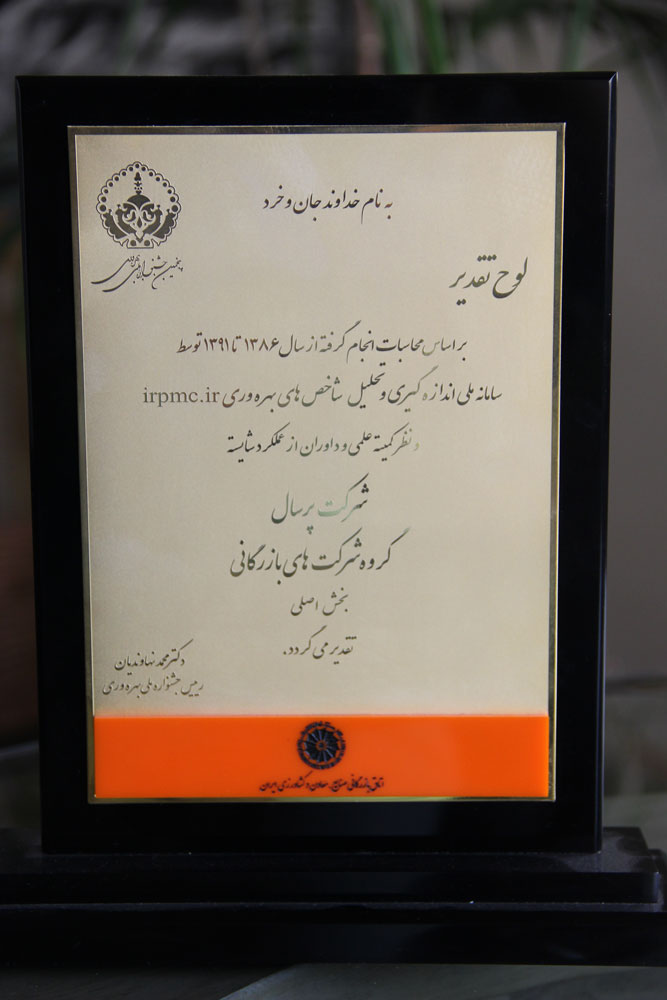 به نام خداوند جان و خرد
لوح تقدیر
بر اساس محاسبات انجام گرفته از سال ۱۳۸۶ تا ۱۳۹۱ توسط
سامانه ملی اندازه گیری و تحلیل شاخص های بهره وری irpmc.ir
و نظر کمیته علمی و داوران از عملکرد شایسته
شرکت پرسال
گروه شرکت های بازرگانی
بخش اصلی
تقدیر می گردد.
دکتر محمد نهاوندیان
رییس جشنواره ملی بهره وری
اتاق بازرگانی، صنایع، معادن و کشاورزی ایران